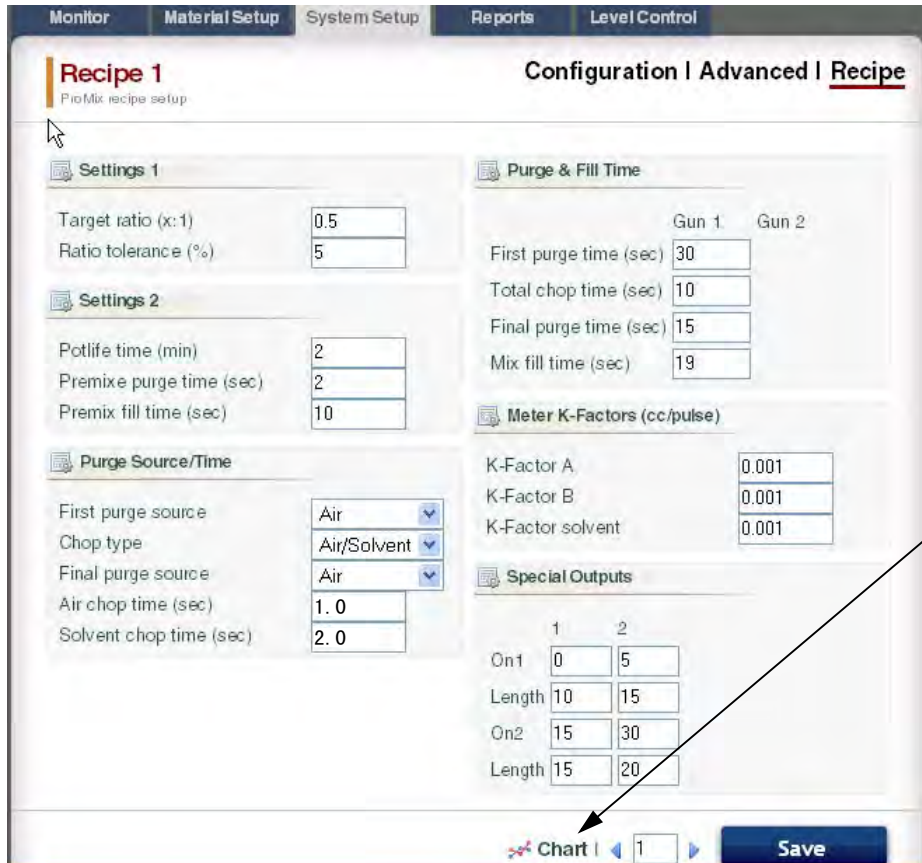 Monitor Material Setup System Setup Reports Level Control
Recipe 1
ProMix recipe setup
Configuration | Advanced | Recipe
Settings 1
Target ratio (x:1) 0.5
Ratio tolerance (%) 5
Settings 2
Potlife time (min) 2
Premixe purge time (sec) 2
Premix fill time (sec) 10
Purge Source/Time
First purge source Air
Chop type Air/Solvent
Final purge source Air
Air chop time (sec) 1.0
Solvent chop time (sec) 2.0
Purge & Fill Time
Gun 1 Gun 2
First purge time (sec) 30
Total chop time (sec) 10
Final purge time (sec) 15
Mix fill time (sec) 19
Meter K-Factors (cc/pulse)
K-Factor A 0.001
K-Factor B 0.001
K-Factor solvent 0.001
Special Outputs
1 2
On1 0 5
Length 10 15
On2 15 30
Length 15 20
Chart | 1 Save